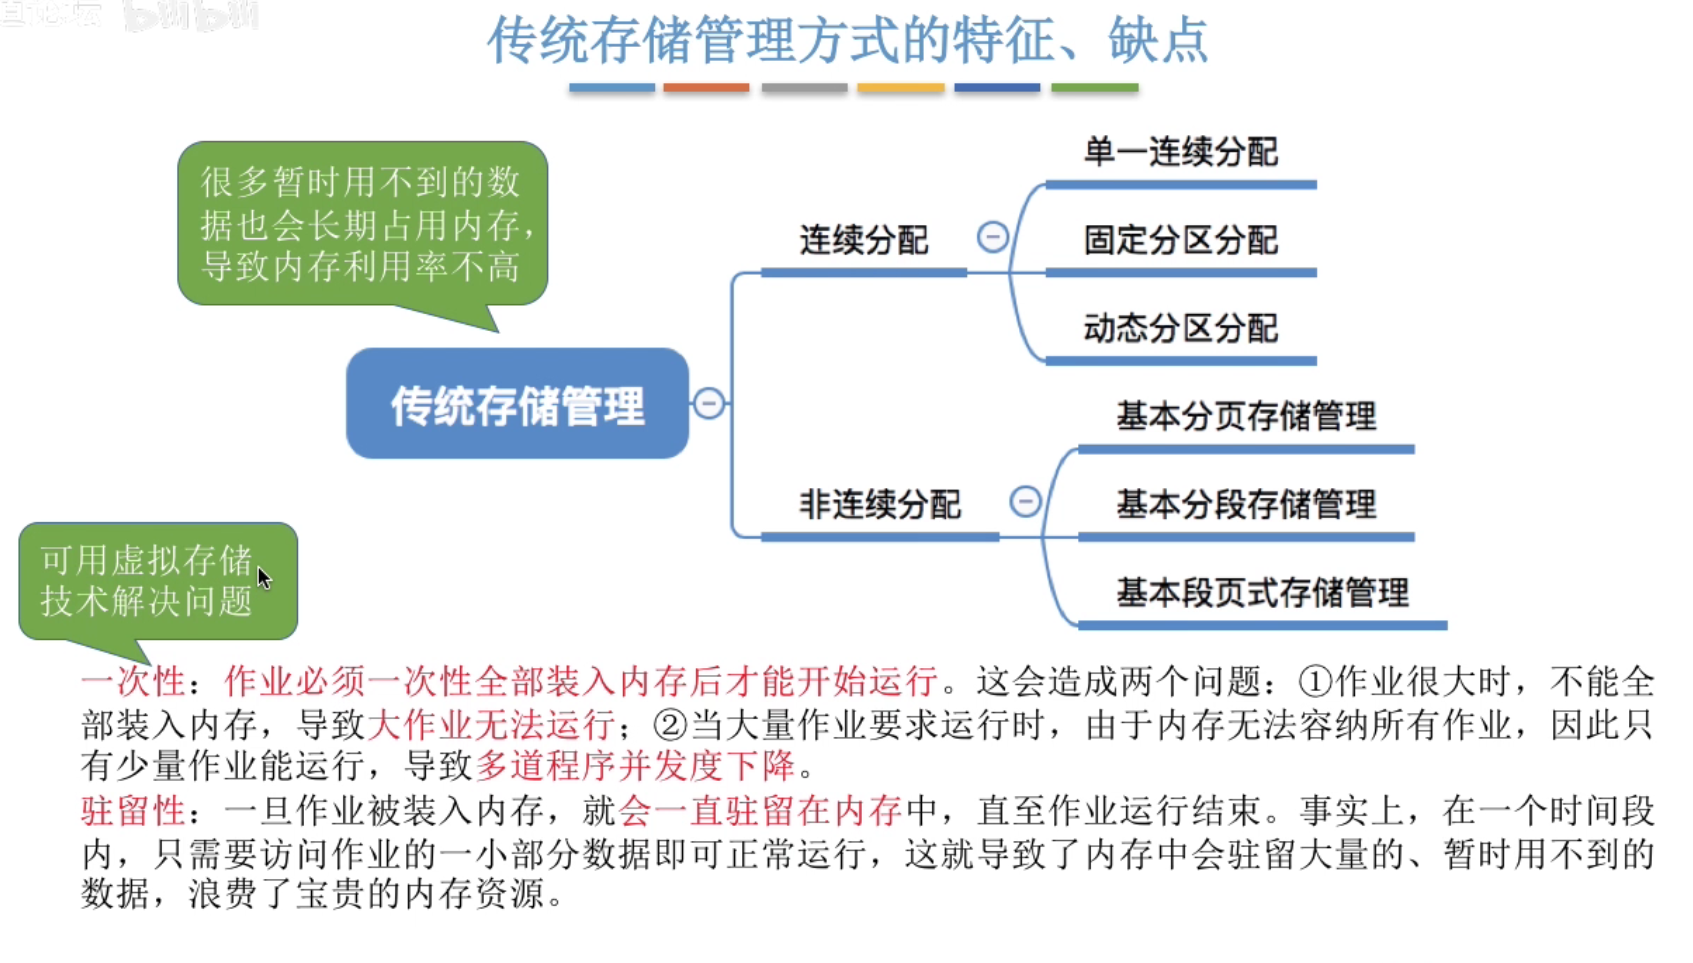 传统存储管理方式的特征、缺点
很多暂时用不到的数
据也会长期占用内存，
导致内存利用率不高
单一连续分配
连续分配
固定分区分配
动态分区分配
传统存储管理
基本分页存储管理
非连续分配
基本分段存储管理
基本段页式存储管理
可用虚拟存储
技术解决问题
一次性：作业必须一次性全部装入内存后才能开始运行。这会造成两个问题：①作业很大时，不能全
部装入内存，导致大作业无法运行；②当大量作业要求运行时，由于内存无法容纳所有作业，因此只
有少量作业能运行，导致多道程序并发度下降。
驻留性：一旦作业被装入内存，就会一直驻留在内存中，直至作业运行结束。事实上，在一个时间段
内，只需要访问作业的一小部分数据即可正常运行，这就导致了内存中会驻留大量的、暂时用不到的
数据，浪费了宝贵的内存资源。